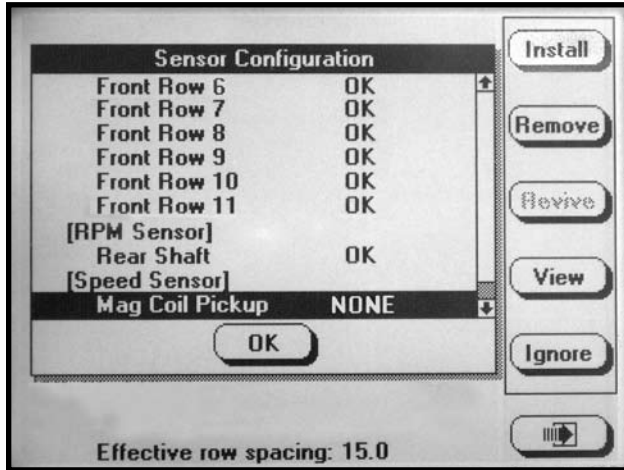 Sensor Configuration
Front Row 6 OK
Front Row 7 OK
Front Row 8 OK
Front Row 9 OK
Front Row 10 OK
Front Row 11 OK
[RPM Sensor]
Rear Shaft OK
[Speed Sensor]
Mag Coil Pickup NONE
OK
Effective row spacing: 15.0
Install
Remove
Revive
View
Ignore